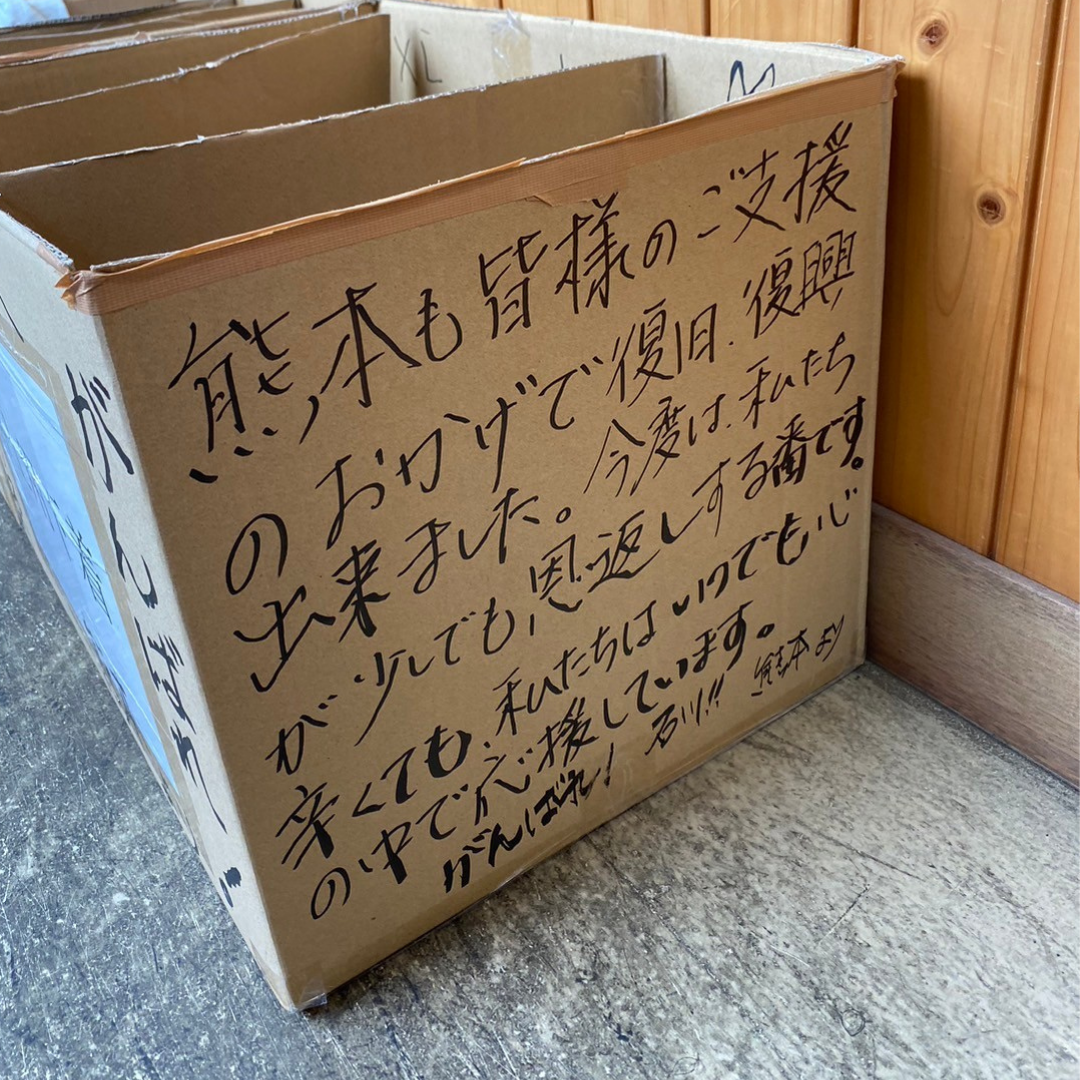 熊本も皆様のご支援
のおかげで復旧.復興
出来ました。今度は、私たち
が少しでも、恩返しする番です。
辛くても、私たちはいつでも心
の中で応援しています。
がんばれ! 石川!! 熊本より
がんばれ
XL